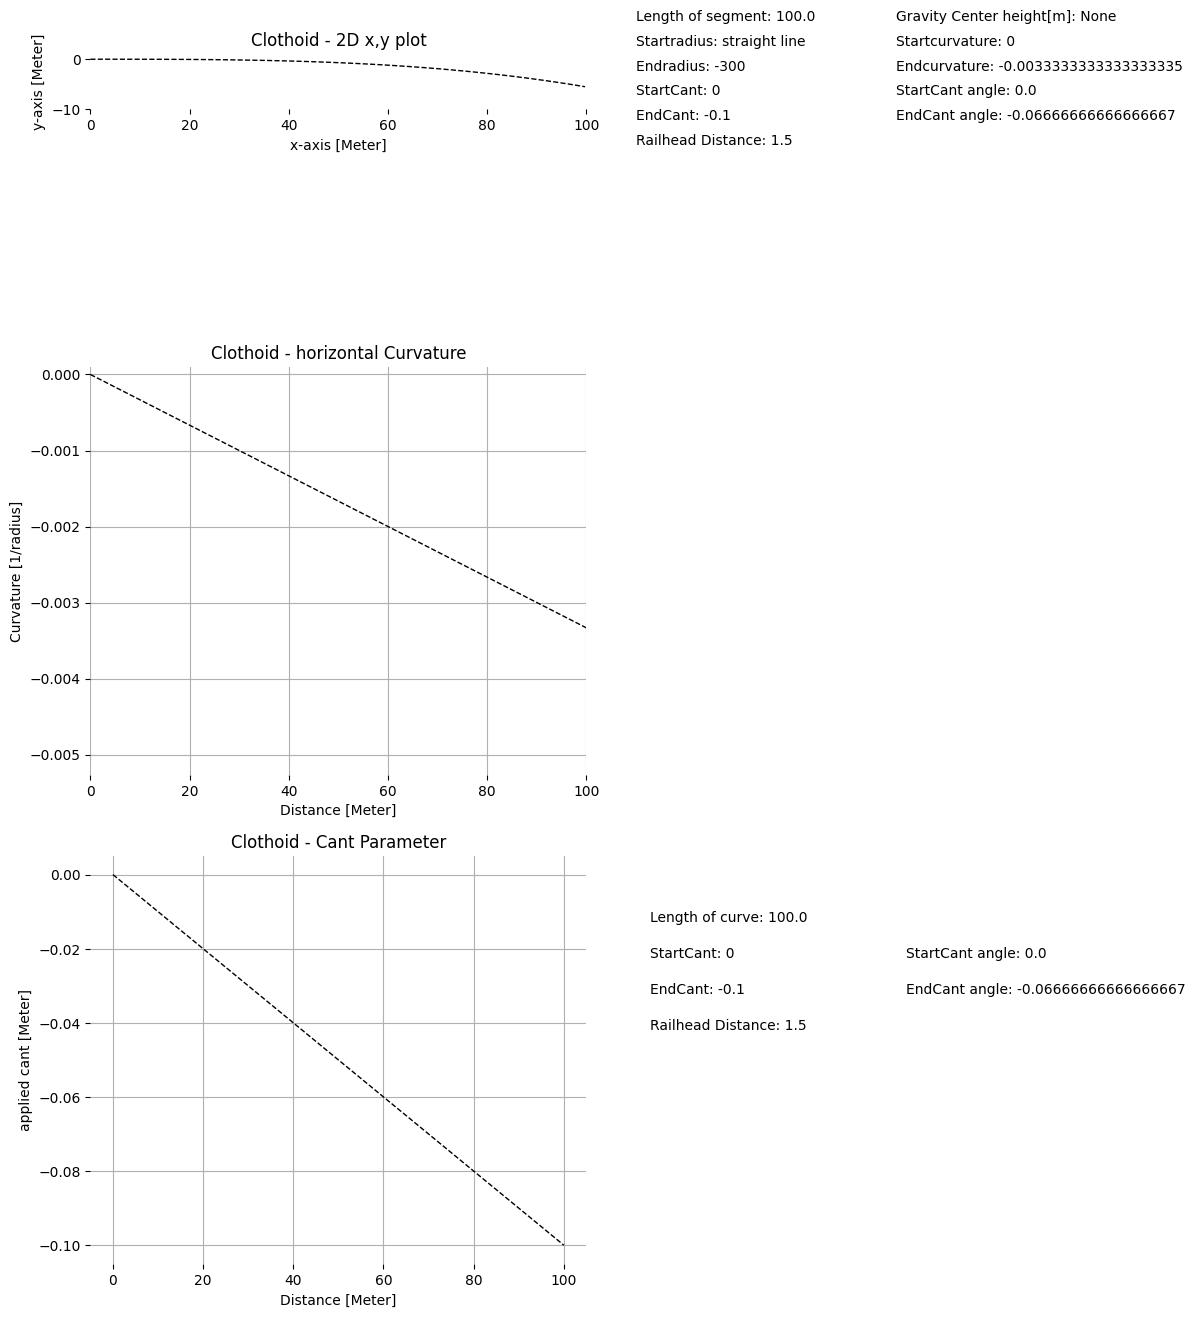 Length of segment: 100.0
Gravity Center height[m]: None
Startradius: straight line
Startcurvature: 0
Endradius: -300
Endcurvature: -0.0033333333333333335
StartCant: 0
StartCant angle: 0.0
EndCant: -0.1
EndCant angle: -0.06666666666666667
Railhead Distance: 1.5
Clothoid - 2D x,y plot
y-axis [Meter]
0
−10
0 20 40 60 80 100
x-axis [Meter]
Clothoid - horizontal Curvature
Curvature [1/radius]
0.000
−0.001
−0.002
−0.003
−0.004
−0.005
0 20 40 60 80 100
Distance [Meter]
Clothoid - Cant Parameter
applied cant [Meter]
0.00
−0.02
−0.04
−0.06
−0.08
−0.10
0 20 40 60 80 100
Distance [Meter]
Length of curve: 100.0
StartCant: 0
StartCant angle: 0.0
EndCant: -0.1
EndCant angle: -0.06666666666666667
Railhead Distance: 1.5